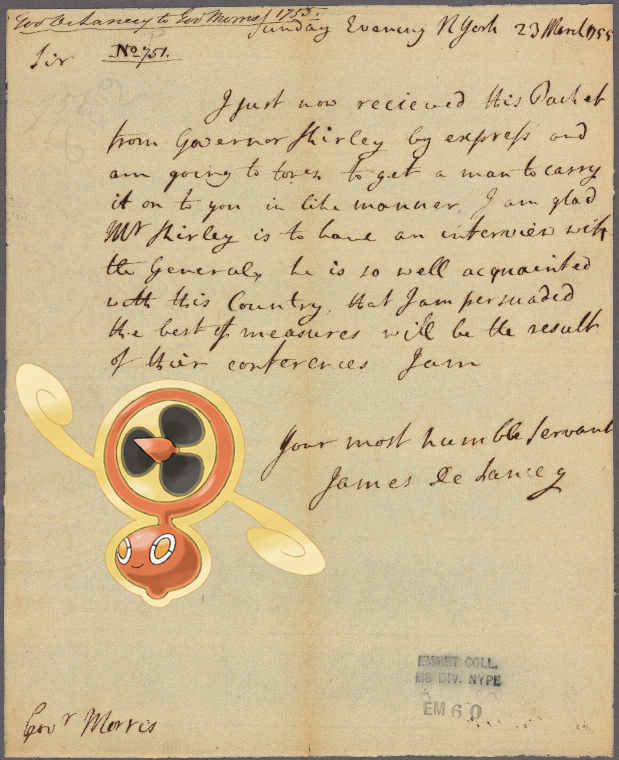 Gov De Lancey to Gov Morris 1755.
Sunday Evening N York 23 March 1755
No 751.
Sir
I just now recieved this Packet
from Governor Shirley by express and
am going to town to get a man to carry
it on to you in like manner, I am glad
Mr Shirley is to have an interview with
the General, he is so well acquainted
with this Country, that I am persuaded
the best of measures will be the result
of thier conferences I am
Your most humble Servant
James De Lancey
EMMET COLL.
MS DIV. NYPL
EM 60
Govr Morris